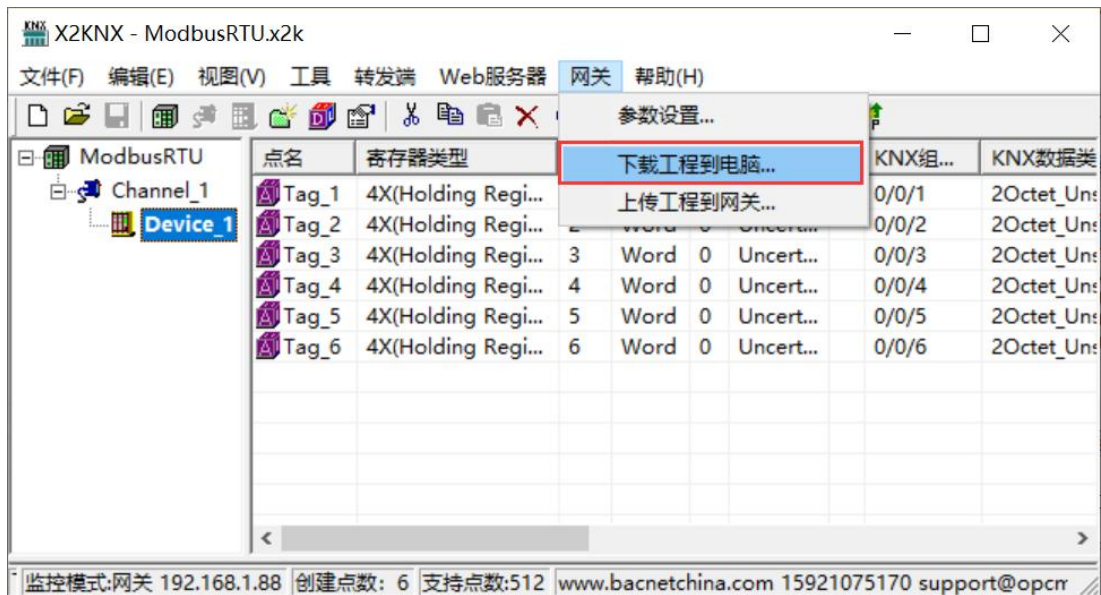 KNX X2KNX - ModbusRTU.x2k
文件(F) 编辑(E) 视图(V) 工具 转发端 Web服务器 网关 帮助(H)
参数设置...
下载工程到电脑...
上传工程到网关...
ModbusRTU
Channel_1
Device_1
点名 寄存器类型 KNX组... KNX数据类
Tag_1 4X(Holding Regi... 0/0/1 2Octet_Uns
Tag_2 4X(Holding Regi... 2 Word 0 Uncert... 0/0/2 2Octet_Uns
Tag_3 4X(Holding Regi... 3 Word 0 Uncert... 0/0/3 2Octet_Uns
Tag_4 4X(Holding Regi... 4 Word 0 Uncert... 0/0/4 2Octet_Uns
Tag_5 4X(Holding Regi... 5 Word 0 Uncert... 0/0/5 2Octet_Uns
Tag_6 4X(Holding Regi... 6 Word 0 Uncert... 0/0/6 2Octet_Uns
监控模式:网关 192.168.1.88 创建点数: 6 支持点数:512 www.bacnetchina.com 15921075170 support@opcm